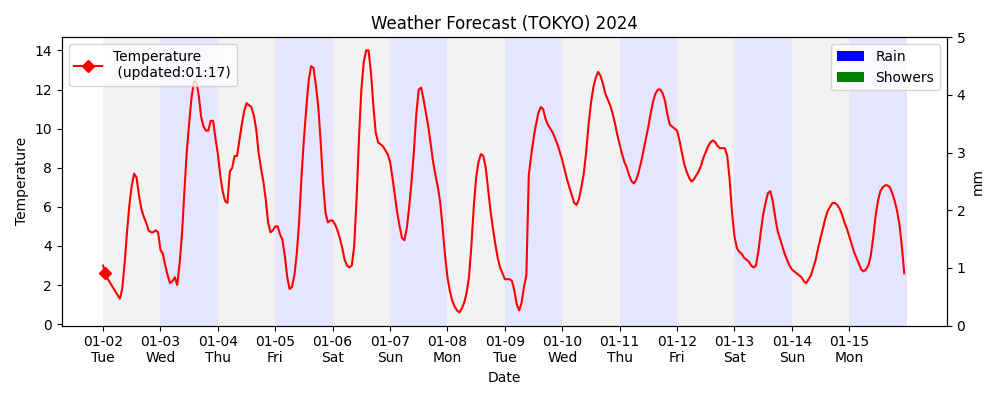 Weather Forecast (TOKYO) 2024
Temperature
(updated:01:17)
Rain
Showers
Temperature
14
12
10
8
6
4
2
0
5
4
3
2
1
0
mm
01-02 01-03 01-04 01-05 01-06 01-07 01-08 01-09 01-10 01-11 01-12 01-13 01-14 01-15
Tue Wed Thu Fri Sat Sun Mon Tue Wed Thu Fri Sat Sun Mon
Date